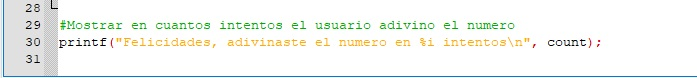 28
29 #Mostrar en cuantos intentos el usuario adivino el numero
30 printf("Felicidades, adivinaste el numero en %i intentos\n", count);
31